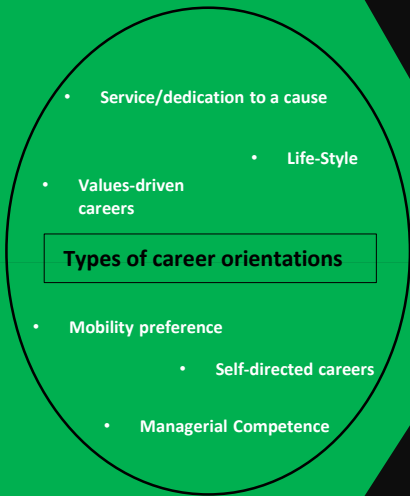 • Service/dedication to a cause
• Life-Style
• Values-driven
careers
Types of career orientations
• Mobility preference
• Self-directed careers
• Managerial Competence